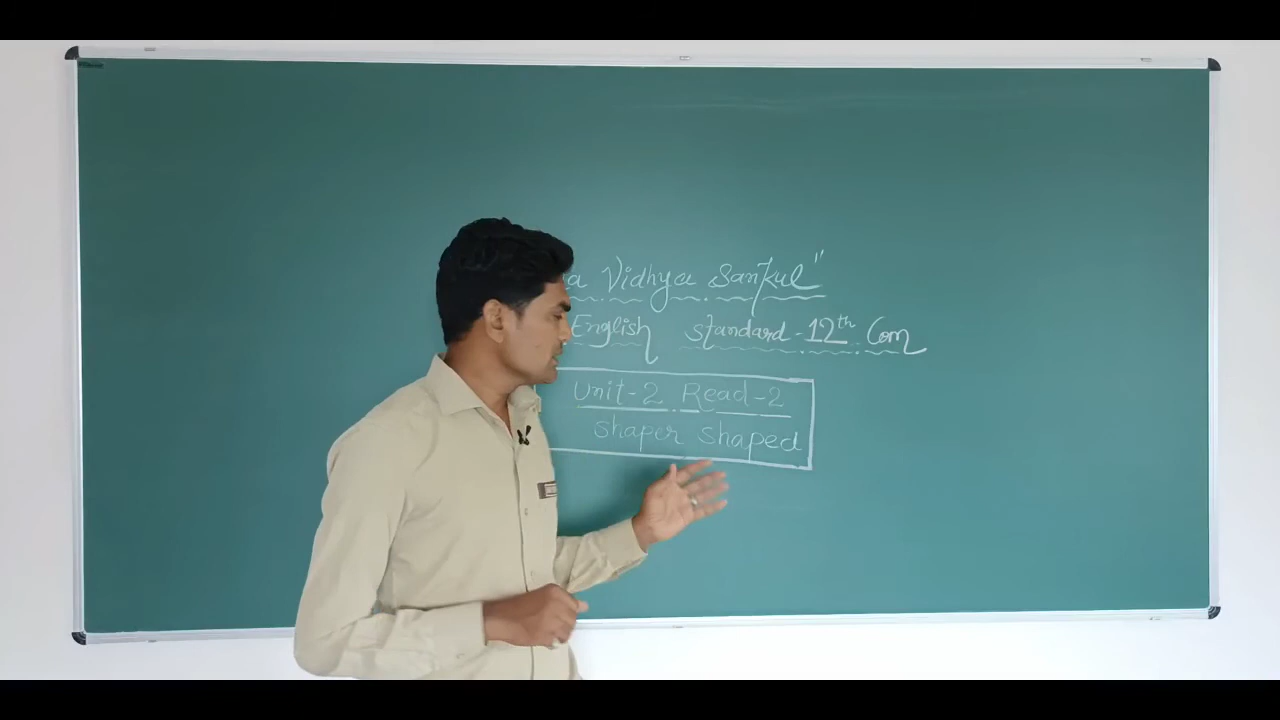 Vidhya Sankul"
English standard-12th Com
Unit-2 Read-2
shaper shaped